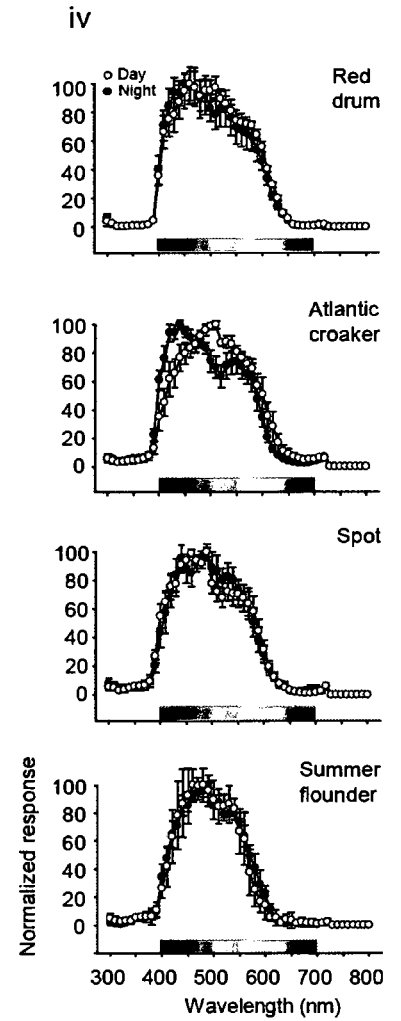 iv
Day
Night
Red
drum
100
80
60
40
20
0
Atlantic
croaker
100
80
60
40
20
0
Spot
100
80
60
40
20
0
Summer
flounder
100
80
60
40
20
0
Normalized response
300 400 500 600 700 800
Wavelength (nm)